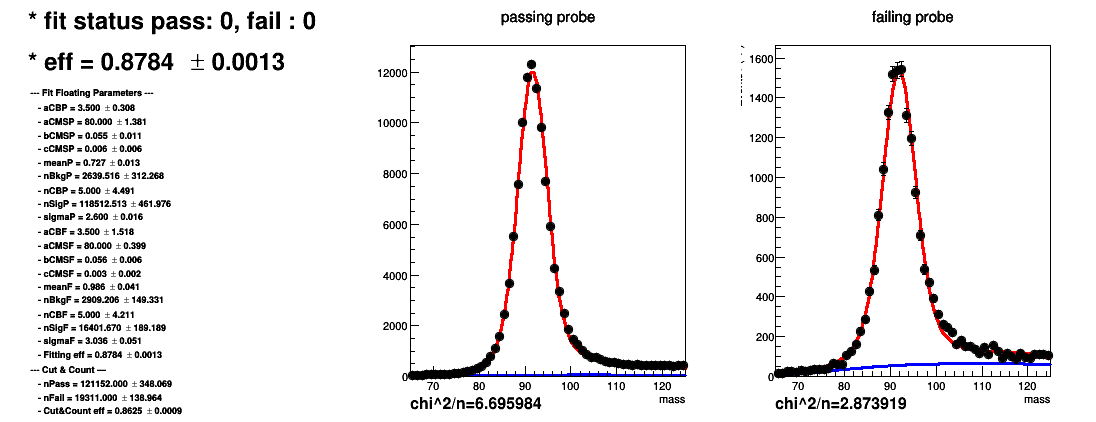 * fit status pass: 0, fail : 0
* eff = 0.8784 ± 0.0013
--- Fit Floating Parameters ---
- aCBP = 3.500 ± 0.308
- aCMSP = 80.000 ± 1.381
- bCMSP = 0.055 ± 0.011
- cCMSP = 0.006 ± 0.006
- meanP = 0.727 ± 0.013
- nBkgP = 2639.516 ± 312.268
- nCBP = 5.000 ± 4.491
- nSigP = 118512.513 ± 461.976
- sigmaP = 2.600 ± 0.016
- aCBF = 3.500 ± 1.518
- aCMSF = 80.000 ± 0.399
- bCMSF = 0.056 ± 0.006
- cCMSF = 0.003 ± 0.002
- meanF = 0.986 ± 0.041
- nBkgF = 2909.206 ± 149.331
- nCBF = 5.000 ± 4.211
- nSigF = 16401.670 ± 189.189
- sigmaF = 3.036 ± 0.051
- Fitting eff = 0.8784 ± 0.0013
--- Cut & Count ---
- nPass = 121152.000 ± 348.069
- nFail = 19311.000 ± 138.964
- Cut&Count eff = 0.8625 ± 0.0009
passing probe
12000
10000
8000
6000
4000
2000
0
70 80 90 100 110 120
mass
chi^2/n=6.695984
failing probe
1600
1400
1200
1000
800
600
400
200
0
70 80 90 100 110 120
mass
chi^2/n=2.873919